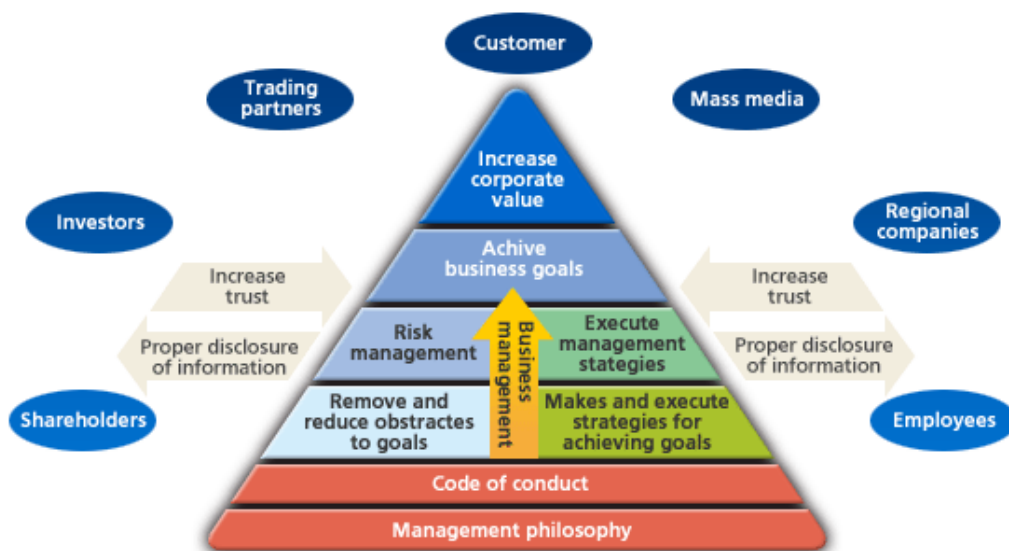 Customer
Trading
partners
Mass media
Increase
corporate
value
Investors
Regional
companies
Achive
business goals
Increase
trust
Increase
trust
Risk
management
Business
management
Execute
management
stategies
Proper disclosure
of information
Proper disclosure
of information
Shareholders
Remove and
reduce obstractes
to goals
Makes and execute
strategies for
achieving goals
Employees
Code of conduct
Management philosophy